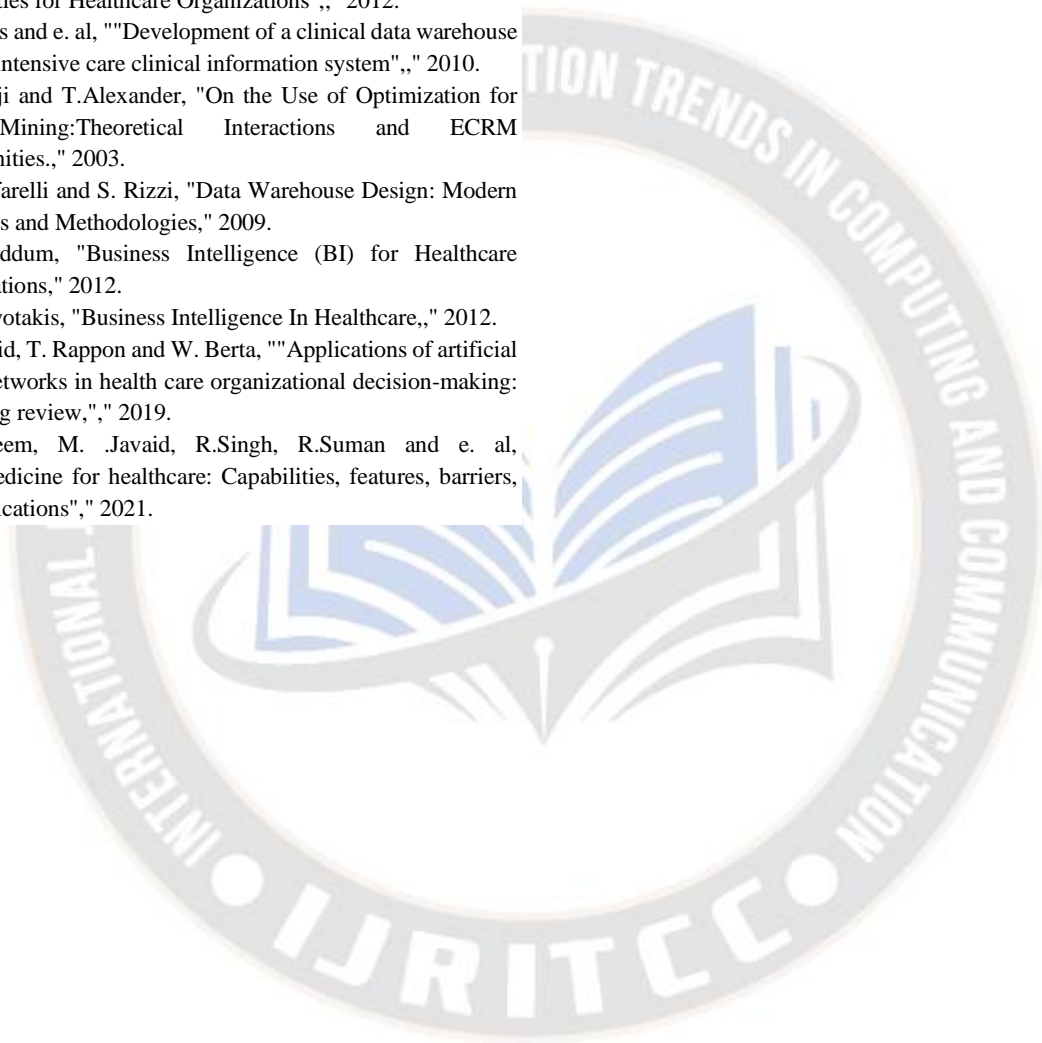 ties for Healthcare Organizations",," 2012.
s and e. al, ""Development of a clinical data warehouse
intensive care clinical information system",," 2010.
ji and T.Alexander, "On the Use of Optimization for
Mining:Theoretical Interactions and ECRM
nities.," 2003.
farelli and S. Rizzi, "Data Warehouse Design: Modern
s and Methodologies," 2009.
ddum, "Business Intelligence (BI) for Healthcare
ations," 2012.
votakis, "Business Intelligence In Healthcare,," 2012.
id, T. Rappon and W. Berta, ""Applications of artificial
etworks in health care organizational decision-making:
g review,"," 2019.
eem, M. .Javaid, R.Singh, R.Suman and e. al,
edicine for healthcare: Capabilities, features, barriers,
ications"," 2021.
INTERNATIONAL J
TION TRENDS IN COMPUTING AND COMMUNICATION
IJRITCC